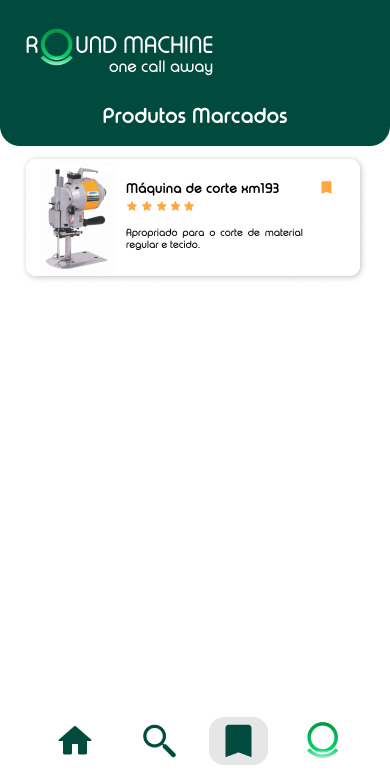 ROUND MACHINE
one call away
Produtos Marcados
Máquina de corte xm193
Apropriado para o corte de material
regular e tecido.